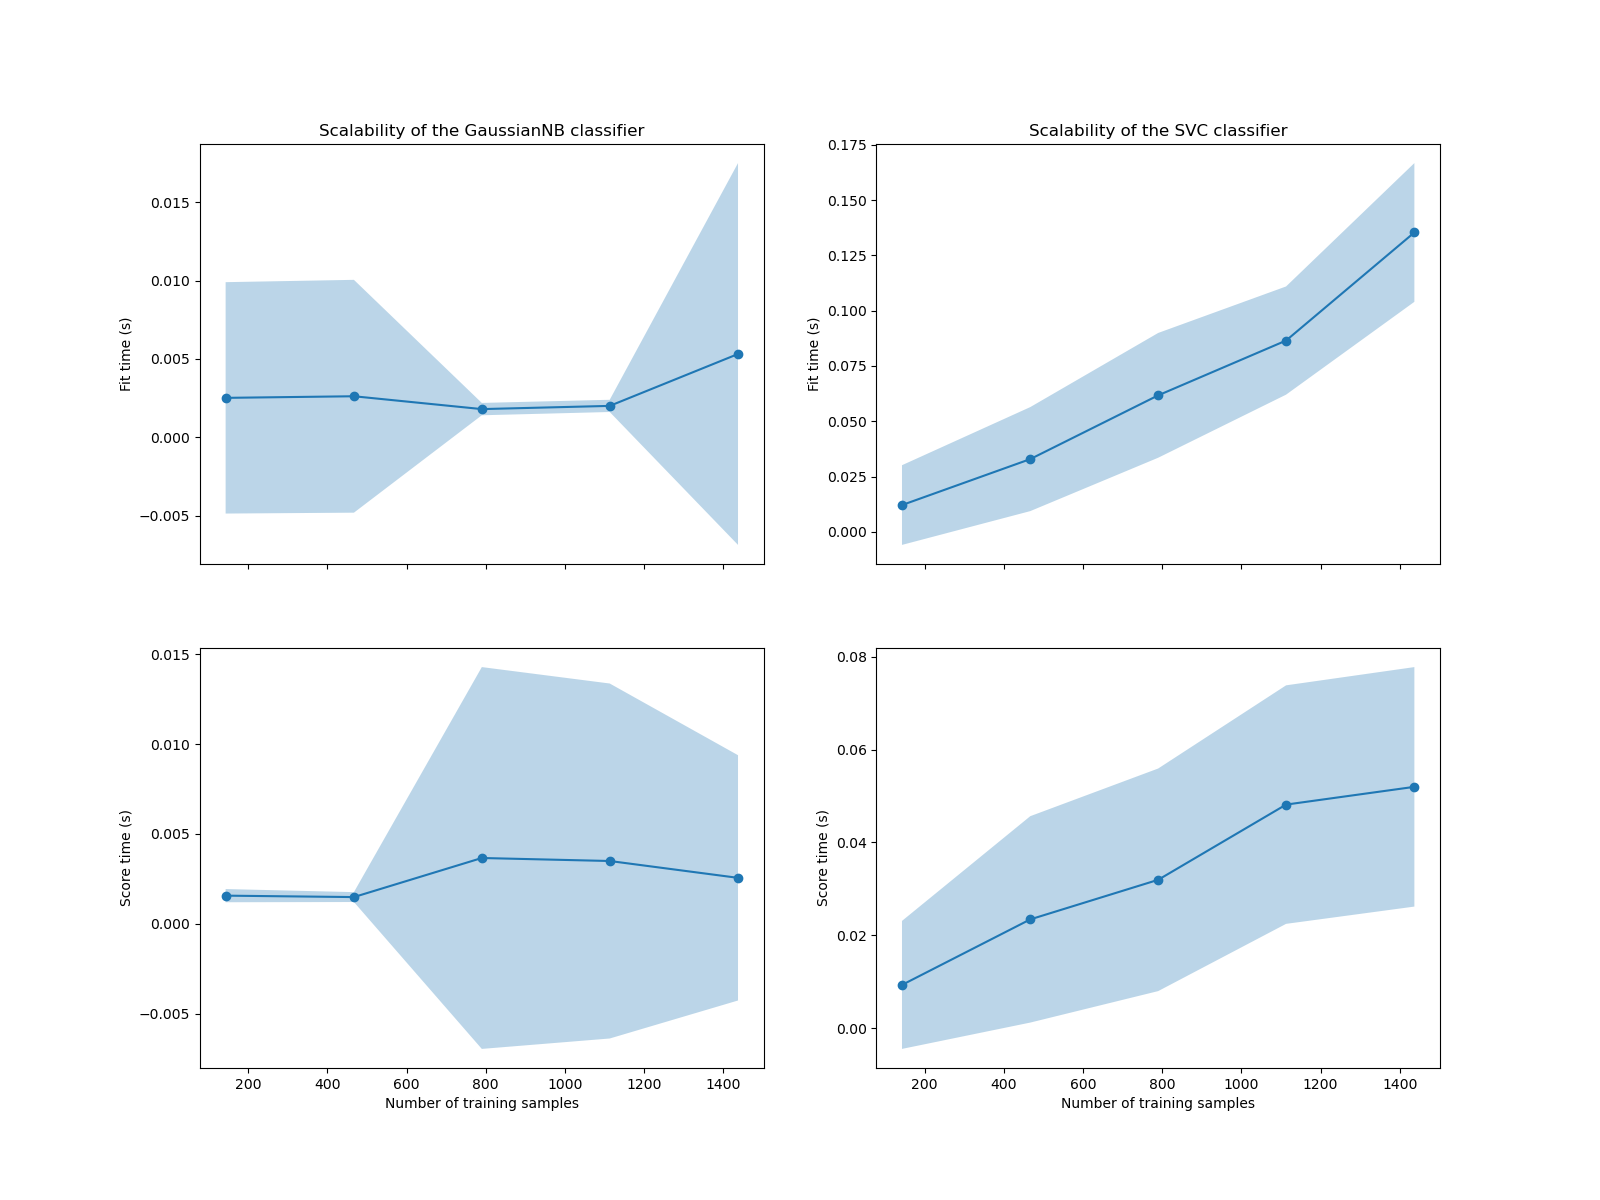 Scalability of the GaussianNB classifier
Fit time (s)
0.015
0.010
0.005
0.000
−0.005
Scalability of the SVC classifier
Fit time (s)
0.175
0.150
0.125
0.100
0.075
0.050
0.025
0.000
Score time (s)
0.015
0.010
0.005
0.000
−0.005
200 400 600 800 1000 1200 1400
Number of training samples
Score time (s)
0.08
0.06
0.04
0.02
0.00
200 400 600 800 1000 1200 1400
Number of training samples